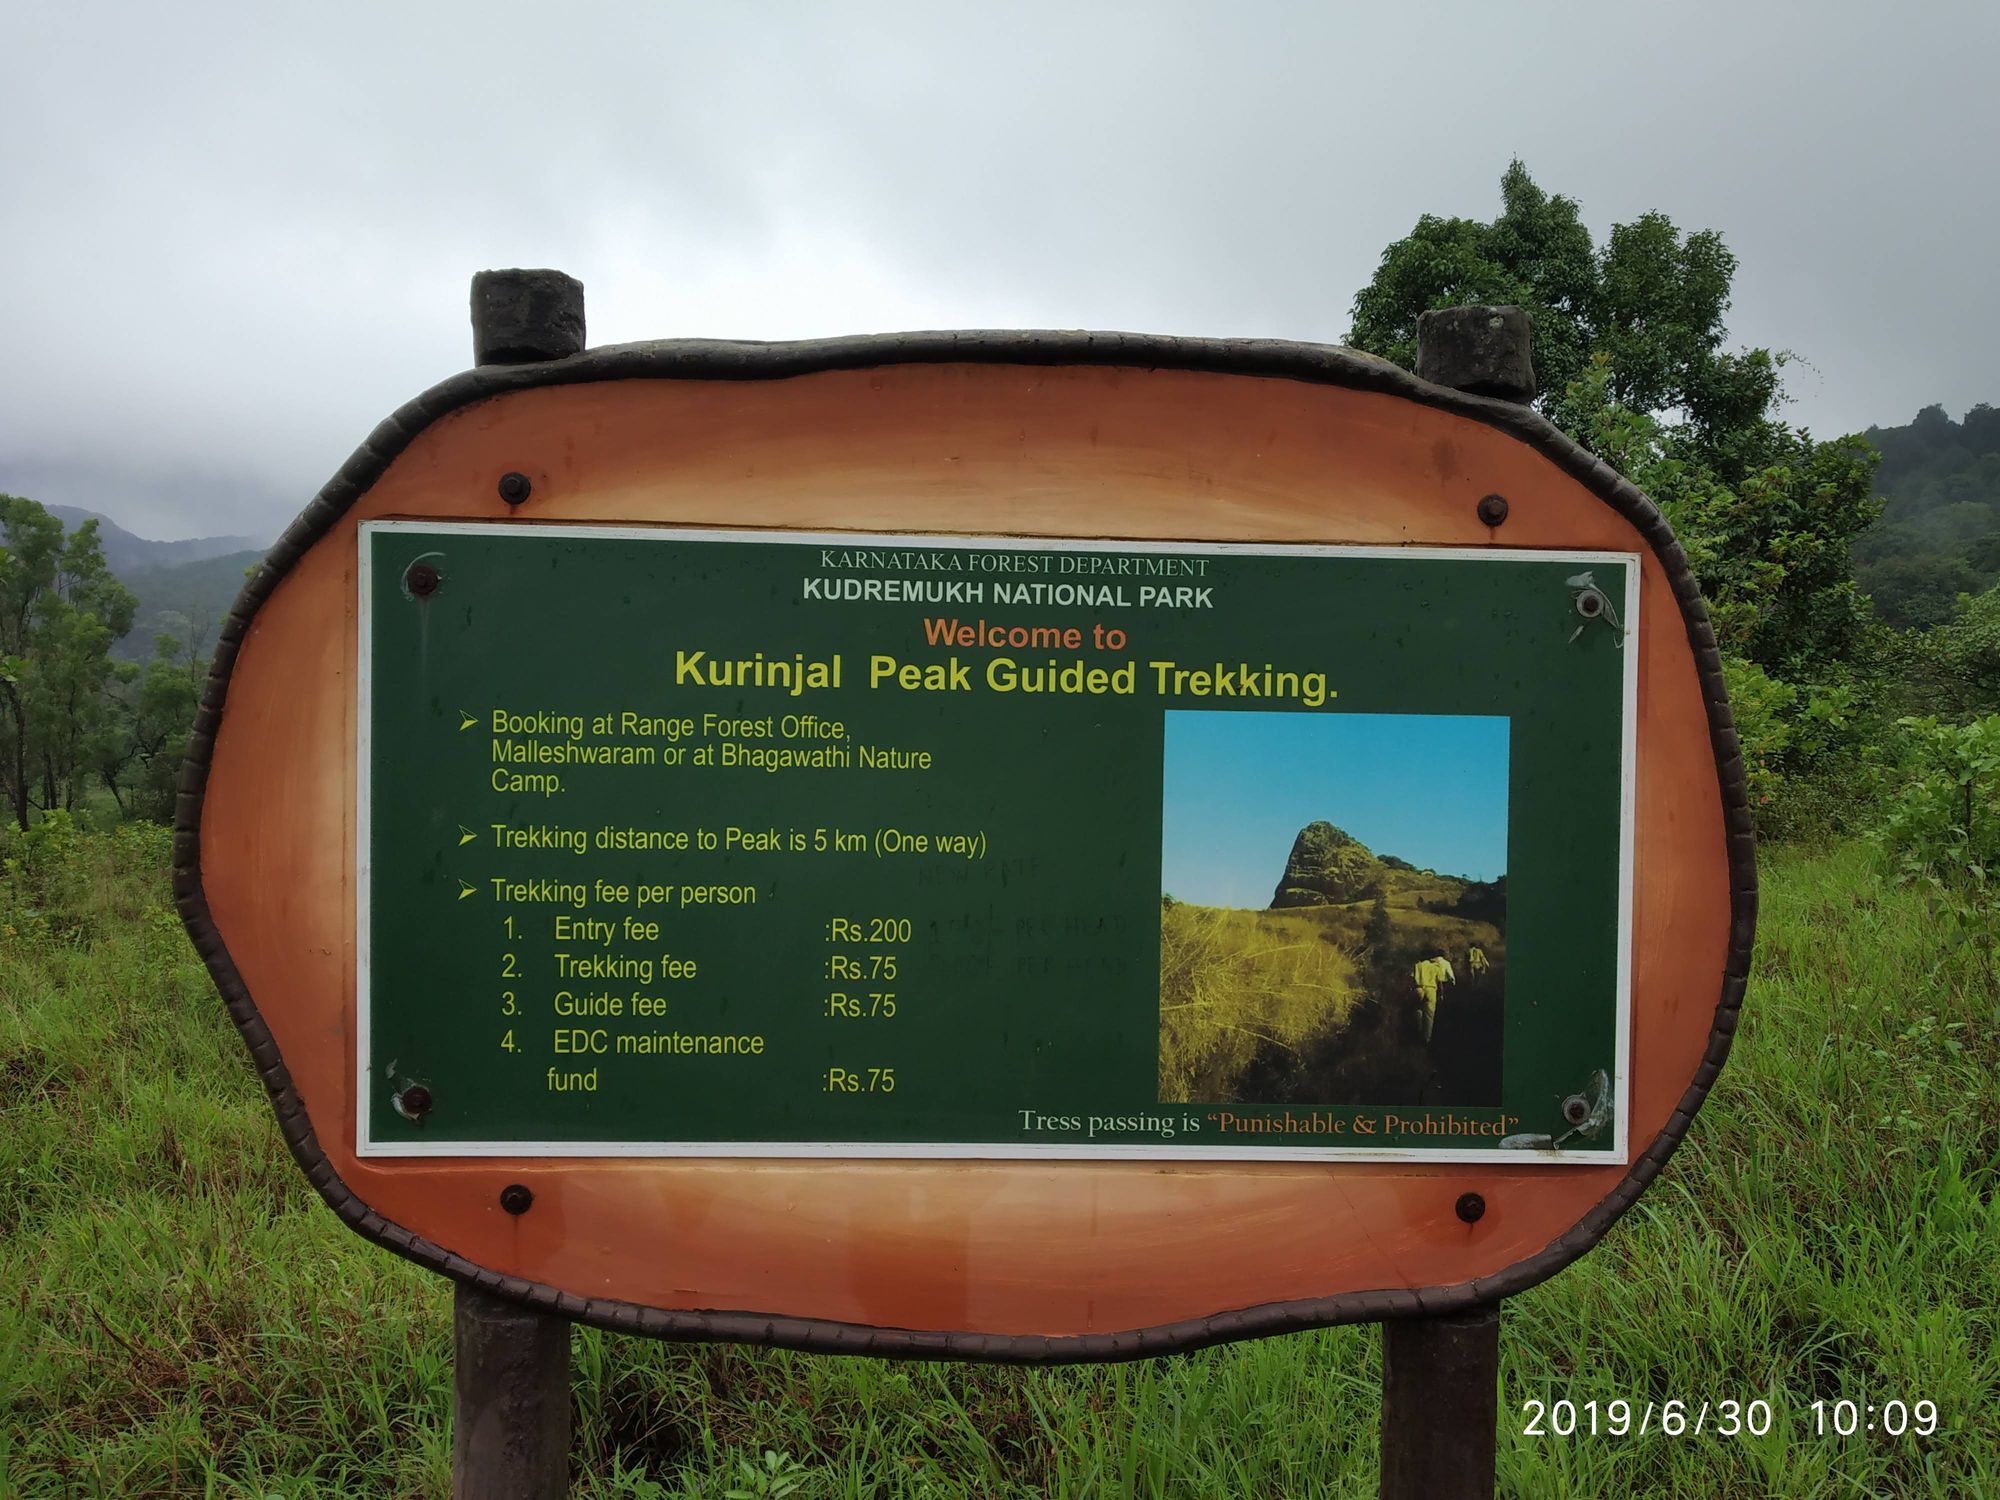 KARNATAKA FOREST DEPARTMENT
KUDREMUKH NATIONAL PARK
Welcome to
Kurinjal Peak Guided Trekking.
➢ Booking at Range Forest Office,
Malleshwaram or at Bhagawathi Nature
Camp.
➢ Trekking distance to Peak is 5 km (One way)
NEW RATE
➢ Trekking fee per person
1. Entry fee :Rs.200
2. Trekking fee :Rs.75
3. Guide fee :Rs.75
4. EDC maintenance
fund :Rs.75
Tress passing is “Punishable & Prohibited”
2019/6/30 10:09